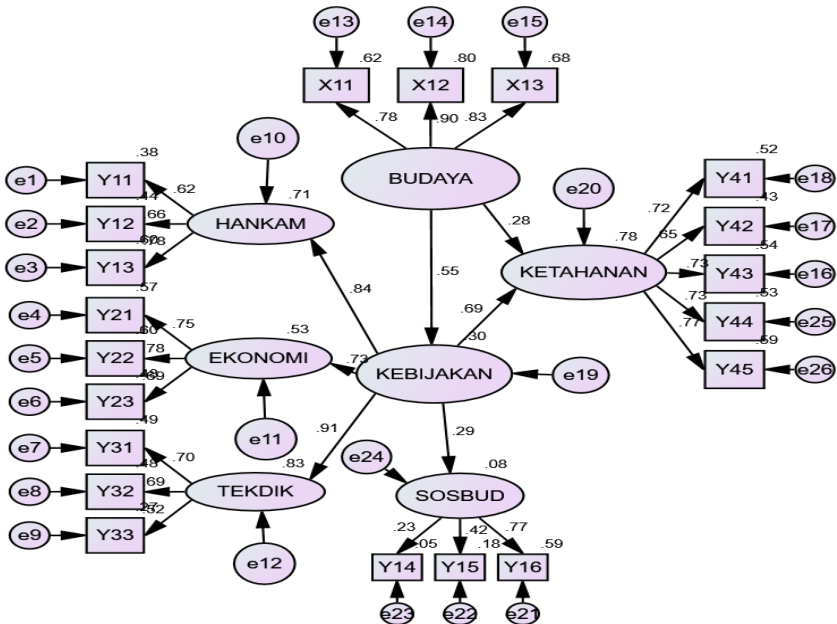 e13 e14 e15
.62 .80 .68
X11 X12 X13
.78 .90 .83
e10
.38
.52
e1 Y11 .62 .71 BUDAYA e20 Y41 e18
.44 .72 .43
e2 Y12 .66 HANKAM .28 .78 .65 Y42 e17
.54
e3 Y13 KETAHANAN .73 Y43 e16
.57 .55 .84 .69 .73 .53
e4 Y21 .75 .53 Y44 e25
.60 .77
e5 Y22 .78 EKONOMI .73 KEBIJAKAN .30 e19 .59 Y45 e26
e6 Y23 .69
.49
e7 Y31 .70 e11 .91 .29
.48 .83 e24 .08
e8 Y32 .69 TEKDIK SOSBUD
e9 Y33 .52 .23 .42 .77
e12 .05 .18 .59
Y14 Y15 Y16
e23 e22 e21